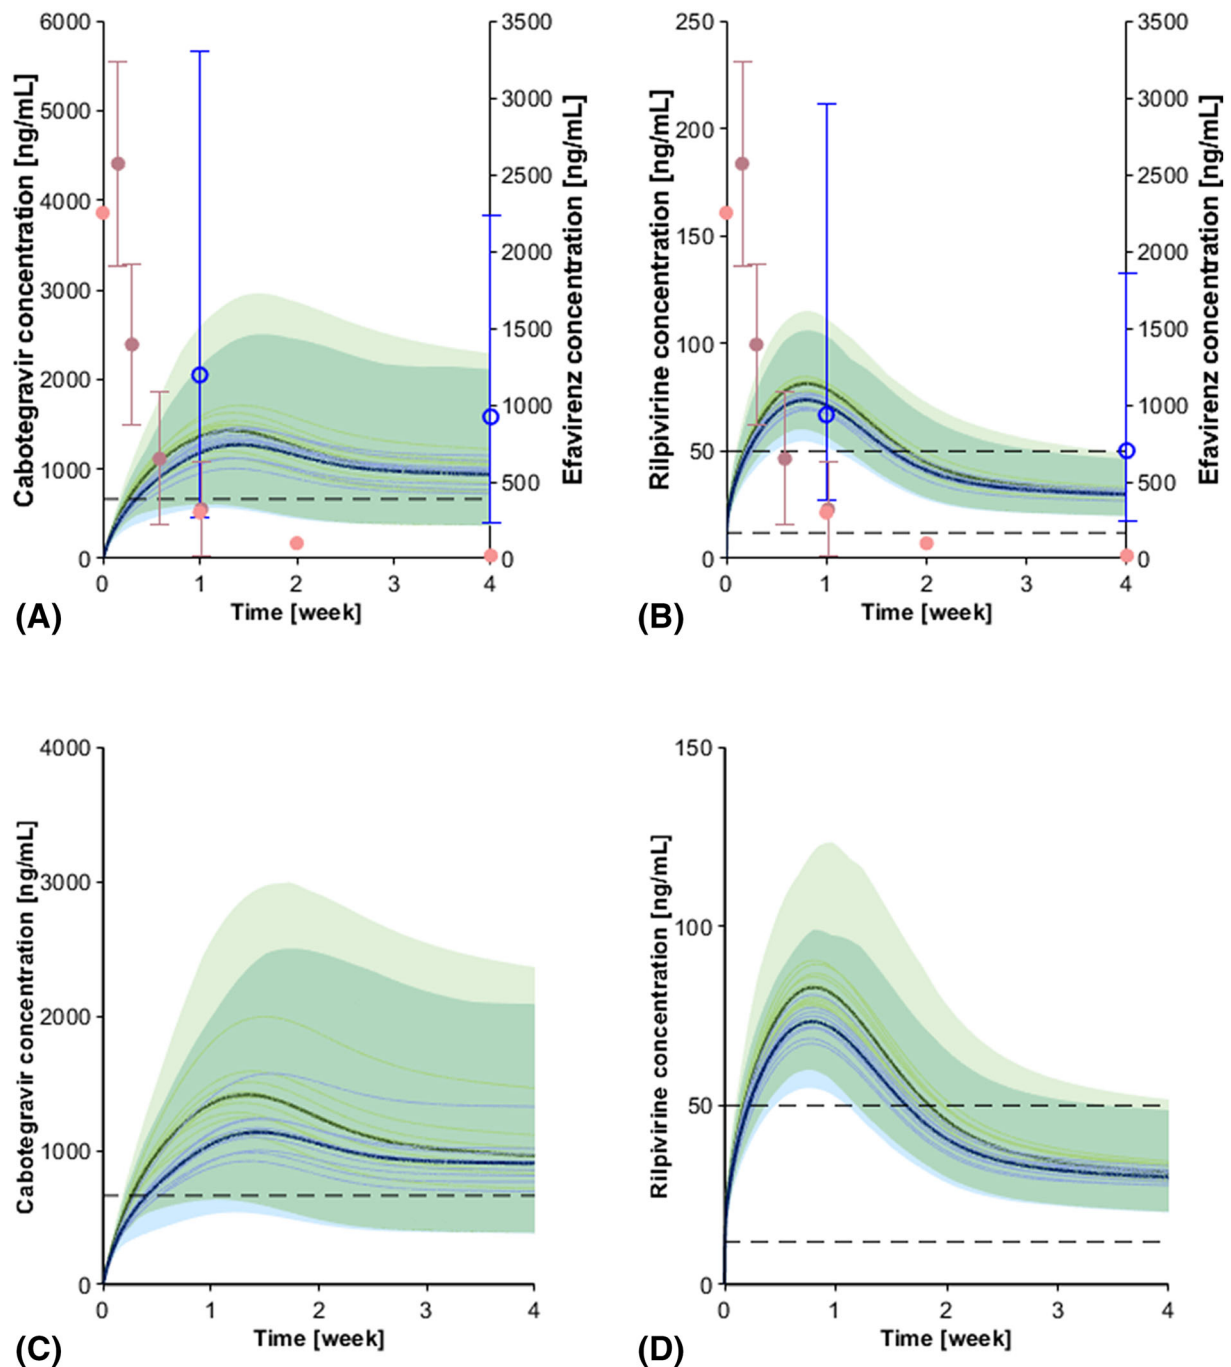 6000
5000
4000
3000
2000
1000
0
Cabotegravir concentration [ng/mL]
3500
3000
2500
2000
1500
1000
500
0
Efavirenz concentration [ng/mL]
0 1 2 3 4
Time [week]
(A)
250
200
150
100
50
0
Rilpivirine concentration [ng/mL]
3500
3000
2500
2000
1500
1000
500
0
Efavirenz concentration [ng/mL]
0 1 2 3 4
Time [week]
(B)
4000
3000
2000
1000
0
Cabotegravir concentration [ng/mL]
0 1 2 3 4
Time [week]
(C)
150
100
50
0
Rilpivirine concentration [ng/mL]
0 1 2 3 4
Time [week]
(D)